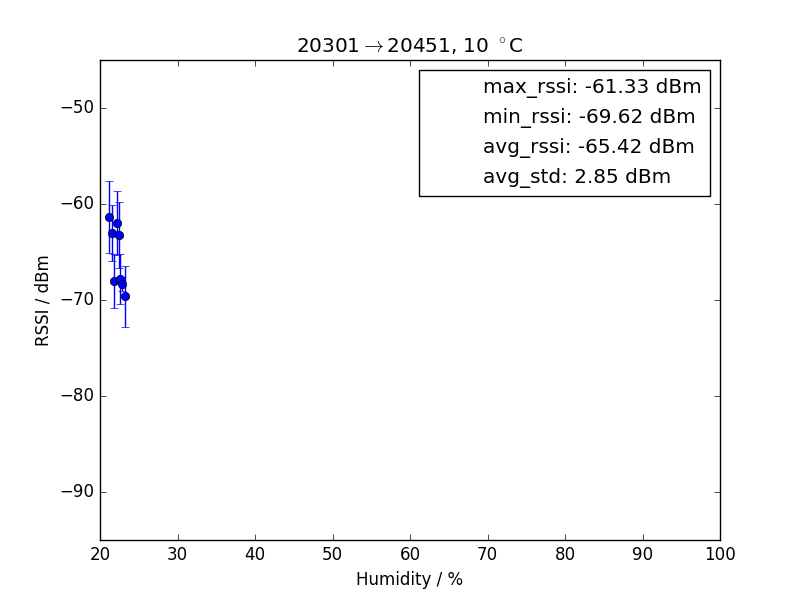 20301→20451, 10 °C
max_rssi: -61.33 dBm
min_rssi: -69.62 dBm
avg_rssi: -65.42 dBm
avg_std: 2.85 dBm
RSSI / dBm
−50
−60
−70
−80
−90
20 30 40 50 60 70 80 90 100
Humidity / %